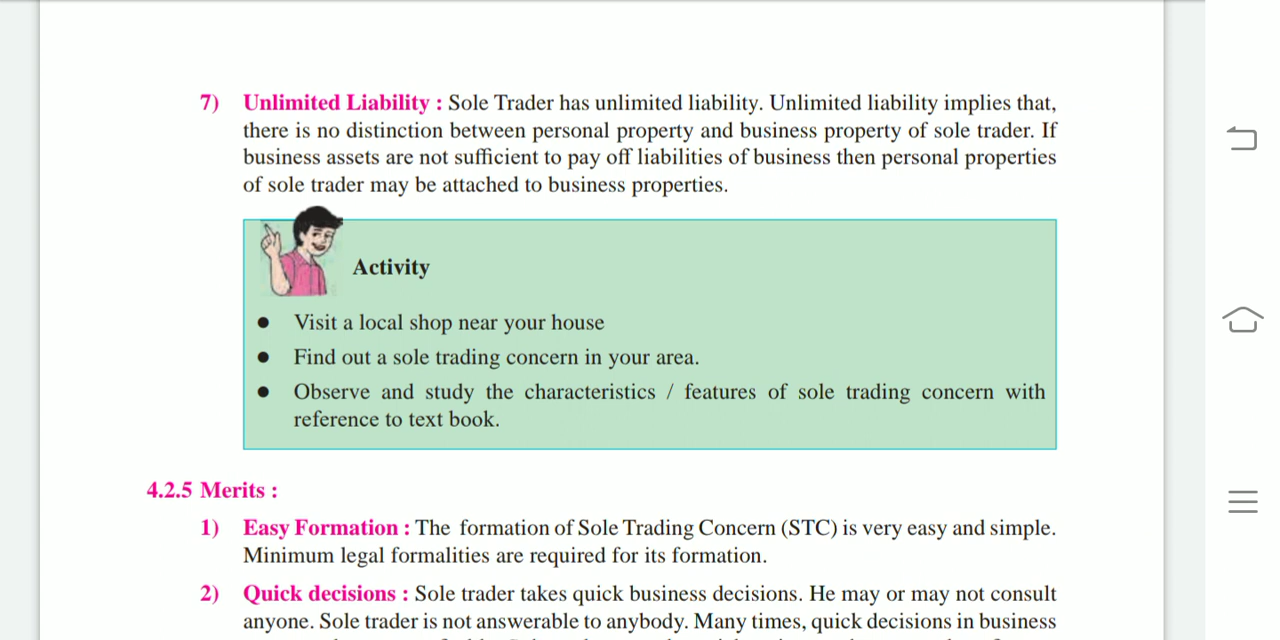 7) Unlimited Liability : Sole Trader has unlimited liability. Unlimited liability implies that,
there is no distinction between personal property and business property of sole trader. If
business assets are not sufficient to pay off liabilities of business then personal properties
of sole trader may be attached to business properties.
Activity
● Visit a local shop near your house
● Find out a sole trading concern in your area.
● Observe and study the characteristics / features of sole trading concern with
reference to text book.
4.2.5 Merits :
1) Easy Formation : The formation of Sole Trading Concern (STC) is very easy and simple.
Minimum legal formalities are required for its formation.
2) Quick decisions : Sole trader takes quick business decisions. He may or may not consult
anyone. Sole trader is not answerable to anybody. Many times, quick decisions in business